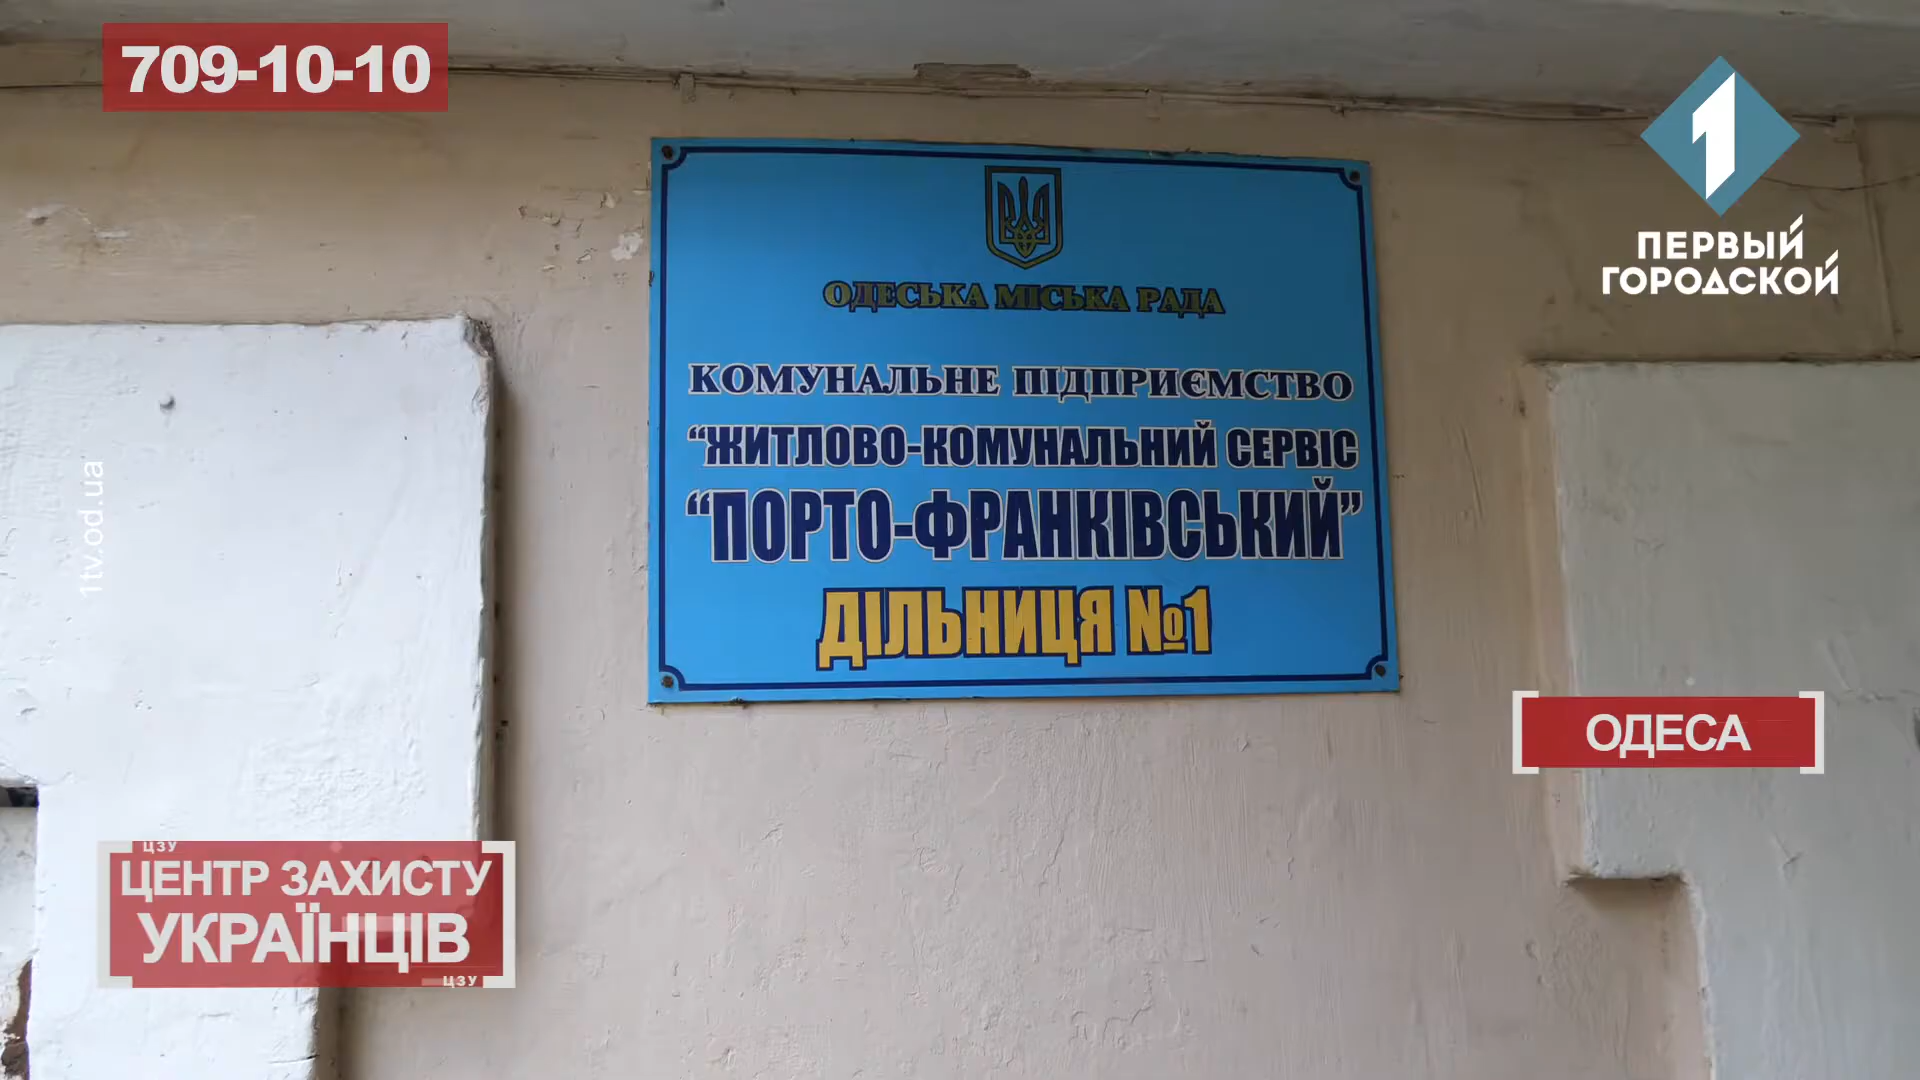 709-10-10
1
ПЕРВЫЙ
ГОРОДСКОЙ
ОДЕСЬКА МІСЬКА РАДА
КОМУНАЛЬНЕ ПІДПРИЄМСТВО
“ЖИТЛОВО-КОМУНАЛЬНИЙ СЕРВІС
“ПОРТО-ФРАНКІВСЬКИЙ”
ДІЛЬНИЦЯ №1
1tv.od.ua
ОДЕСА
ЦЗУ
ЦЕНТР ЗАХИСТУ
УКРАЇНЦІВ
ЦЗУ